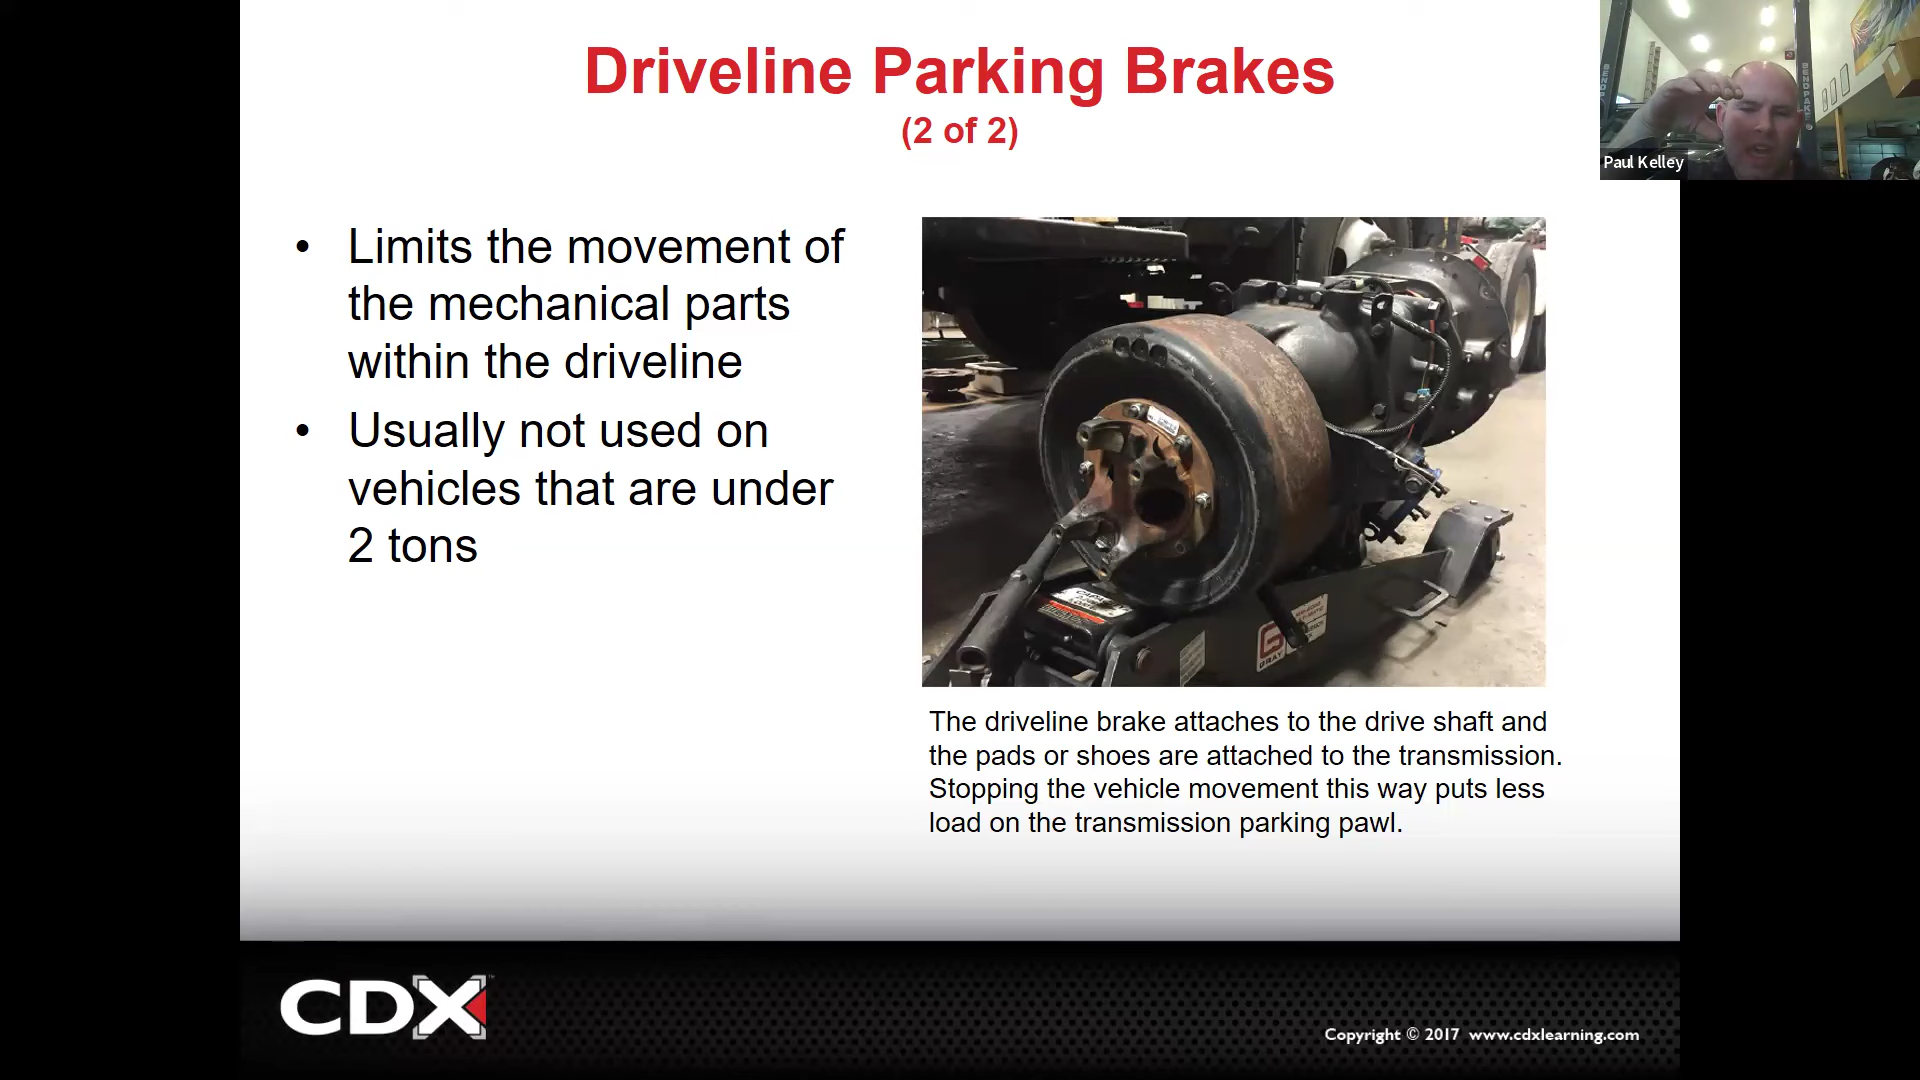 Driveline Parking Brakes
(2 of 2)
Paul Kelley
• Limits the movement of
the mechanical parts
within the driveline
• Usually not used on
vehicles that are under
2 tons
GRAY
The driveline brake attaches to the drive shaft and
the pads or shoes are attached to the transmission.
Stopping the vehicle movement this way puts less
load on the transmission parking pawl.
CDX™
Copyright © 2017 www.cdxlearning.com